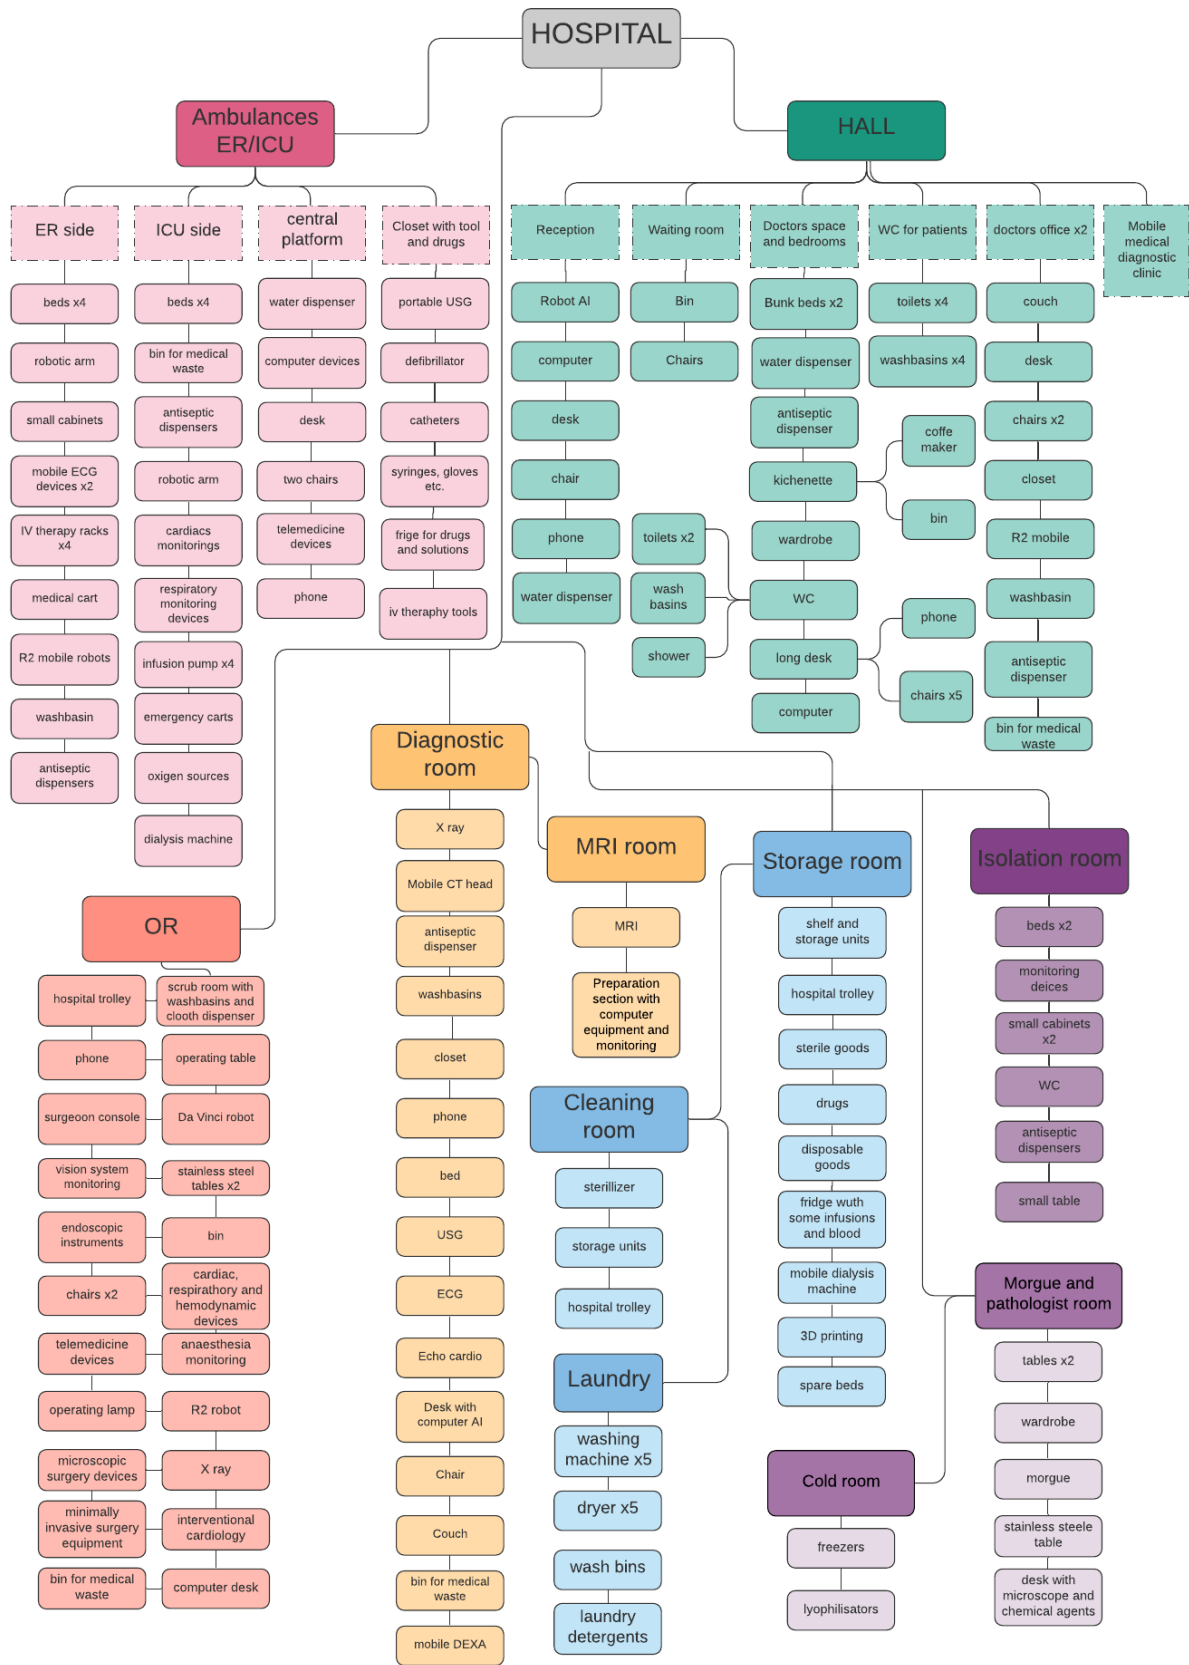 HOSPITAL
Ambulances
ER/ICU
HALL
ER side
ICU side
central
platform
Closet with tool
and drugs
Reception
Waiting room
Doctors space
and bedrooms
WC for patients
doctors office x2
Mobile
medical
diagnostic
clinic
beds x4
robotic arm
small cabinets
mobile ECG
devices x2
IV therapy racks
x4
medical cart
R2 mobile robots
washbasin
antiseptic
dispensers
beds x4
bin for medical
waste
antiseptic
dispensers
robotic arm
cardiacs
monitorings
respiratory
monitoring
devices
infusion pump x4
emergency carts
oxigen sources
dialysis machine
water dispenser
computer devices
desk
two chairs
telemedicine
devices
phone
portable USG
defibrillator
catheters
syringes, gloves
etc.
frige for drugs
and solutions
iv theraphy tools
Robot AI
computer
desk
chair
phone
water dispenser
Bin
Chairs
Bunk beds x2
water dispenser
antiseptic
dispenser
kichenette
coffe
maker
bin
wardrobe
WC
toilets x2
wash
basins
shower
long desk
phone
chairs x5
computer
toilets x4
washbasins x4
couch
desk
chairs x2
closet
R2 mobile
washbasin
antiseptic
dispenser
bin for medical
waste
Diagnostic
room
X ray
Mobile CT head
antiseptic
dispenser
washbasins
closet
phone
bed
USG
ECG
Echo cardio
Desk with
computer AI
Chair
Couch
bin for medical
waste
mobile DEXA
MRI room
MRI
Preparation
section with
computer
equipment and
monitoring
Storage room
shelf and
storage units
hospital trolley
sterile goods
drugs
disposable
goods
fridge wuth
some infusions
and blood
mobile dialysis
machine
3D printing
spare beds
Isolation room
beds x2
monitoring
deices
small cabinets
x2
WC
antiseptic
dispensers
small table
OR
hospital trolley
scrub room with
washbasins and
clooth dispenser
phone
operating table
surgeoon console
Da Vinci robot
vision system
monitoring
stainless steel
tables x2
endoscopic
instruments
bin
chairs x2
cardiac,
respirathory and
hemodynamic
devices
telemedicine
devices
anaesthesia
monitoring
operating lamp
R2 robot
microscopic
surgery devices
X ray
minimally
invasive surgery
equipment
interventional
cardiology
bin for medical
waste
computer desk
Cleaning
room
sterillizer
storage units
hospital trolley
Laundry
washing
machine x5
dryer x5
wash bins
laundry
detergents
Morgue and
pathologist room
tables x2
wardrobe
morgue
stainless steele
table
desk with
microscope and
chemical agents
Cold room
freezers
lyophilisators